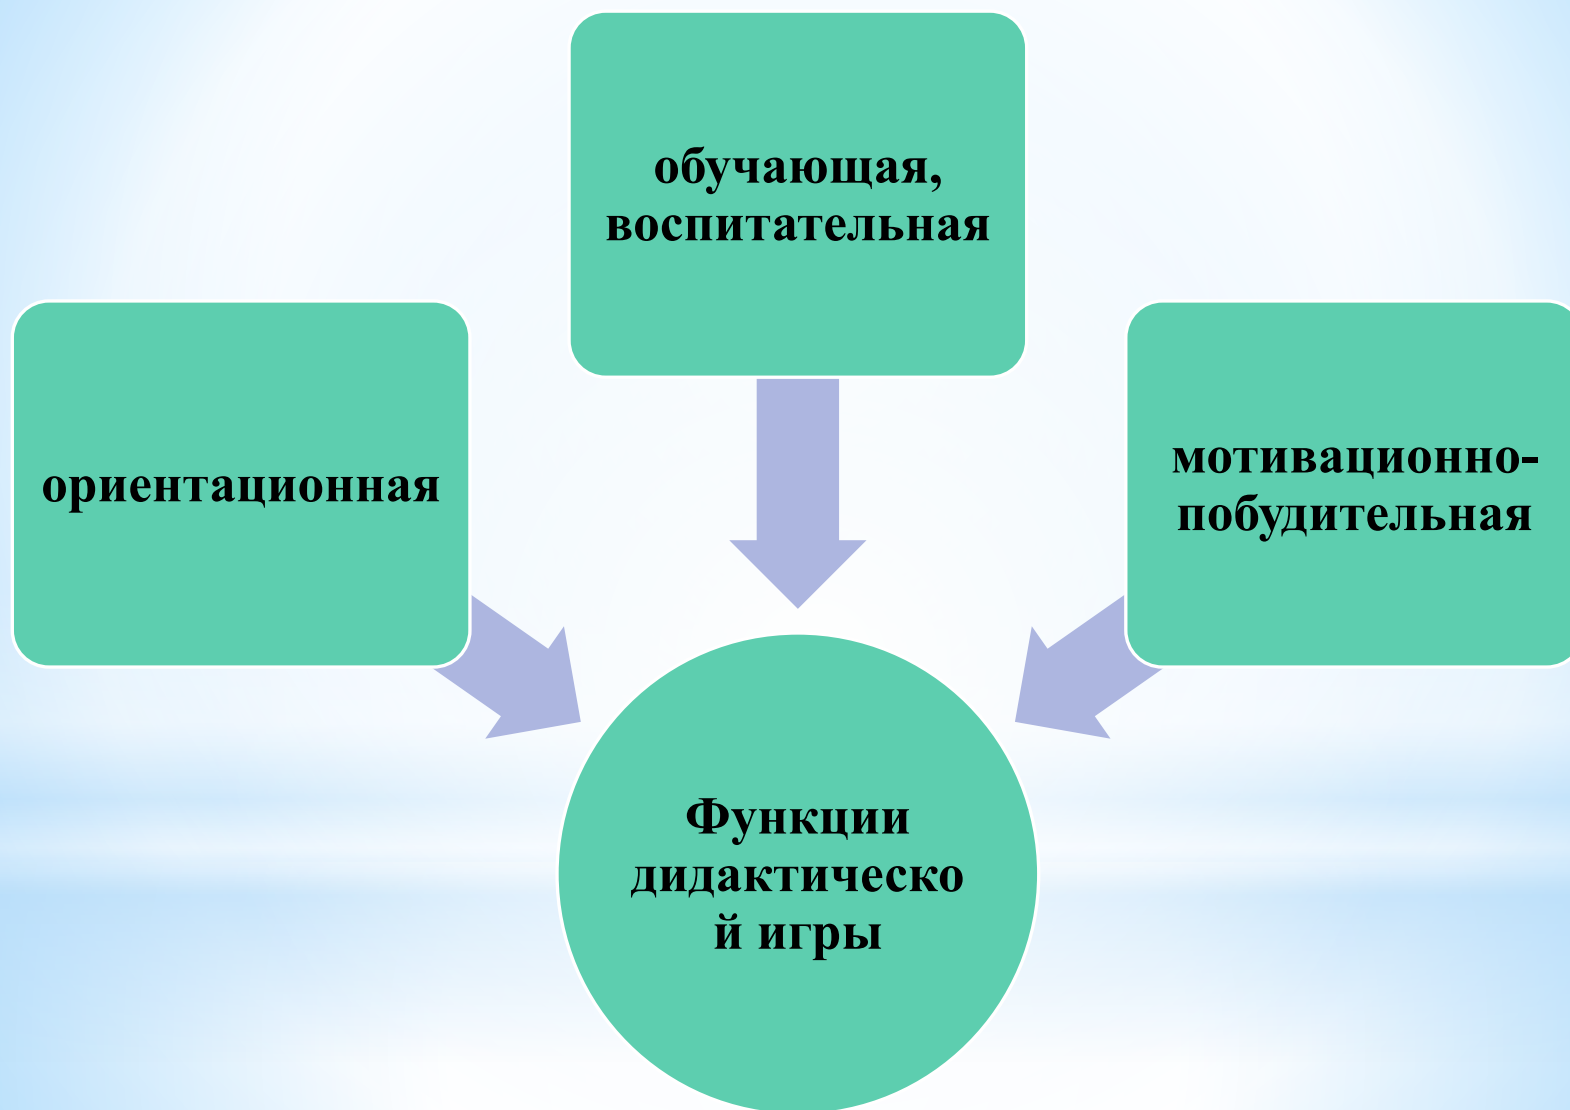 обучающая,
воспитательная
ориентационная
мотивационно-
побудительная
Функции
дидактическо
й игры